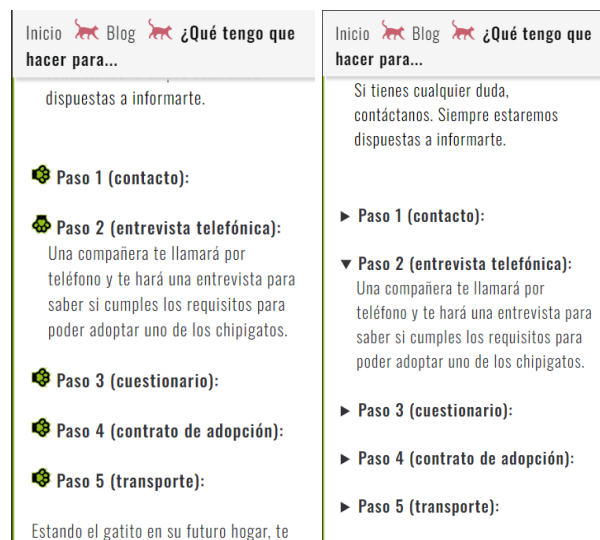 Inicio Blog ¿Qué tengo que
hacer para...
dispuestas a informarte.
Paso 1 (contacto):
Paso 2 (entrevista telefónica):
Una compañera te llamará por
teléfono y te hará una entrevista para
saber si cumples los requisitos para
poder adoptar uno de los chipigatos.
Paso 3 (cuestionario):
Paso 4 (contrato de adopción):
Paso 5 (transporte):
Estando el gatito en su futuro hogar, te
Inicio Blog ¿Qué tengo que
hacer para...
Si tienes cualquier duda,
contáctanos. Siempre estaremos
dispuestas a informarte.
Paso 1 (contacto):
Paso 2 (entrevista telefónica):
Una compañera te llamará por
teléfono y te hará una entrevista para
saber si cumples los requisitos para
poder adoptar uno de los chipigatos.
Paso 3 (cuestionario):
Paso 4 (contrato de adopción):
Paso 5 (transporte):